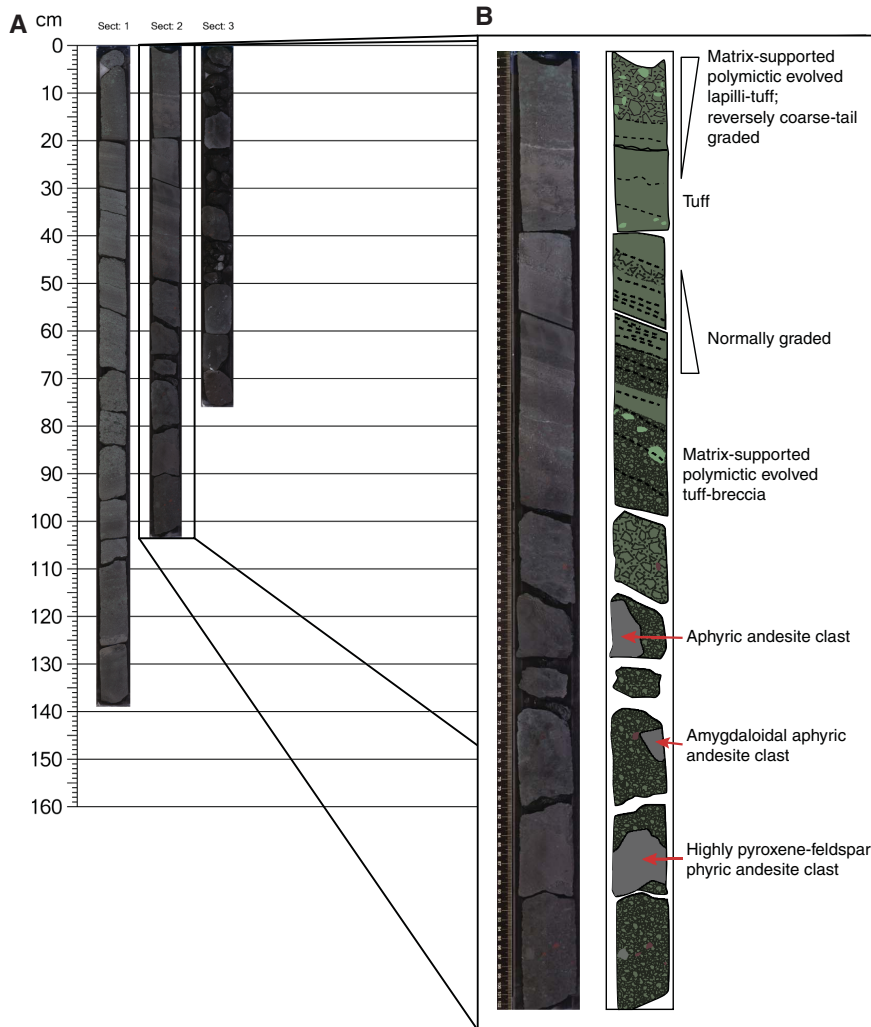 A
cm
Sect: 1
Sect: 2
Sect: 3
0
10
20
30
40
50
60
70
80
90
100
110
120
130
140
150
160
B
Matrix-supported
polymictic evolved
lapilli-tuff;
reversely coarse-tail
graded
Tuff
Normally graded
Matrix-supported
polymictic evolved
tuff-breccia
Aphyric andesite clast
Amygdaloidal aphyric
andesite clast
Highly pyroxene-feldspar
phyric andesite clast